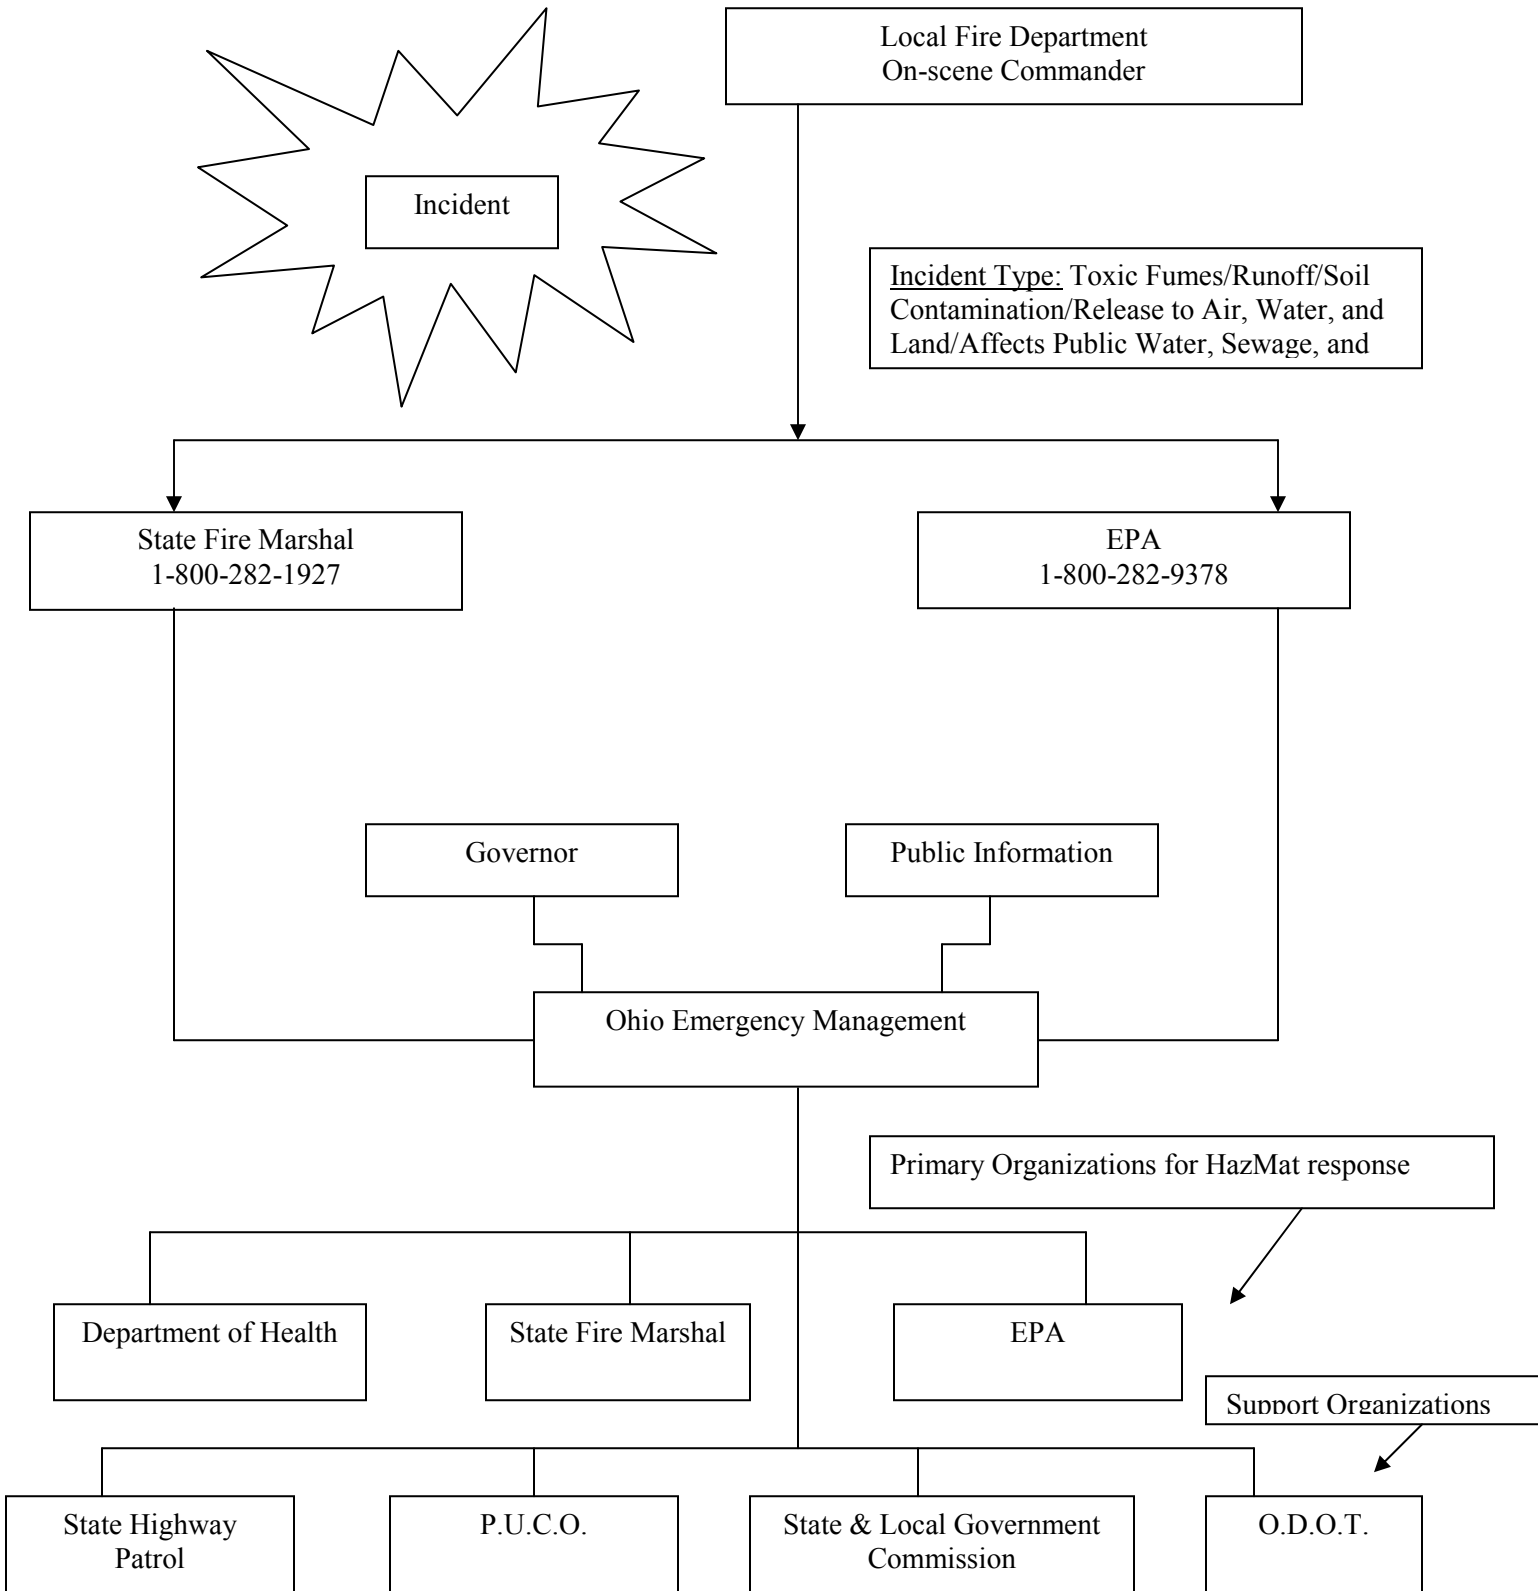 Local Fire Department
On-scene Commander
Incident
Incident Type: Toxic Fumes/Runoff/Soil
Contamination/Release to Air, Water, and
Land/Affects Public Water, Sewage, and
State Fire Marshal
1-800-282-1927
EPA
1-800-282-9378
Governor
Public Information
Ohio Emergency Management
Primary Organizations for HazMat response
Department of Health
State Fire Marshal
EPA
Support Organizations
State Highway
Patrol
P.U.C.O.
State & Local Government
Commission
O.D.O.T.